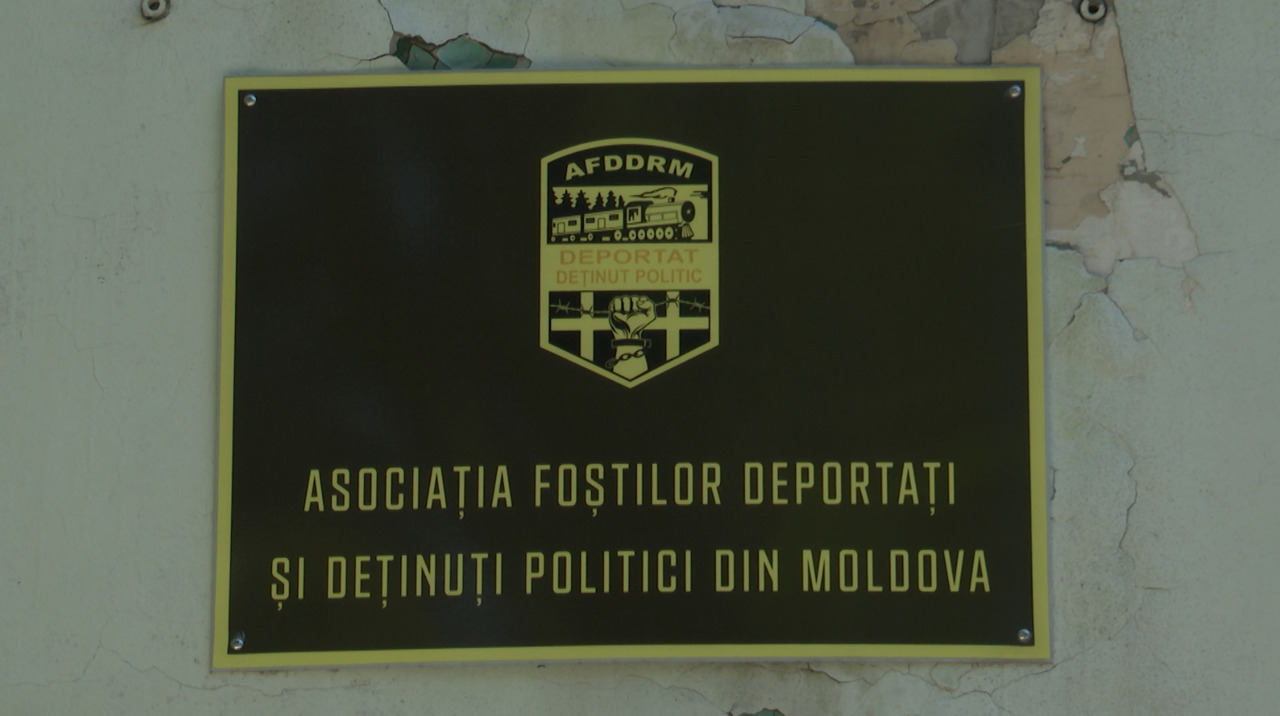 AFDDRM
DEPORTAT
DEȚINUT POLITIC
ASOCIAȚIA FOȘTILOR DEPORTAȚI
ȘI DEȚINUȚI POLITICI DIN MOLDOVA